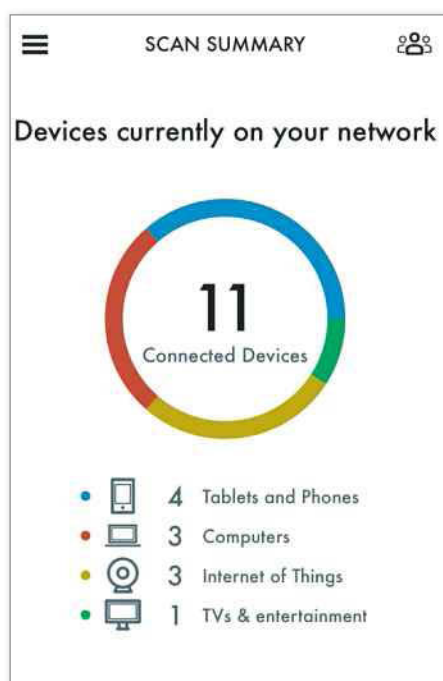 SCAN SUMMARY
Devices currently on your network
11
Connected Devices
4 Tablets and Phones
3 Computers
3 Internet of Things
1 TVs & entertainment